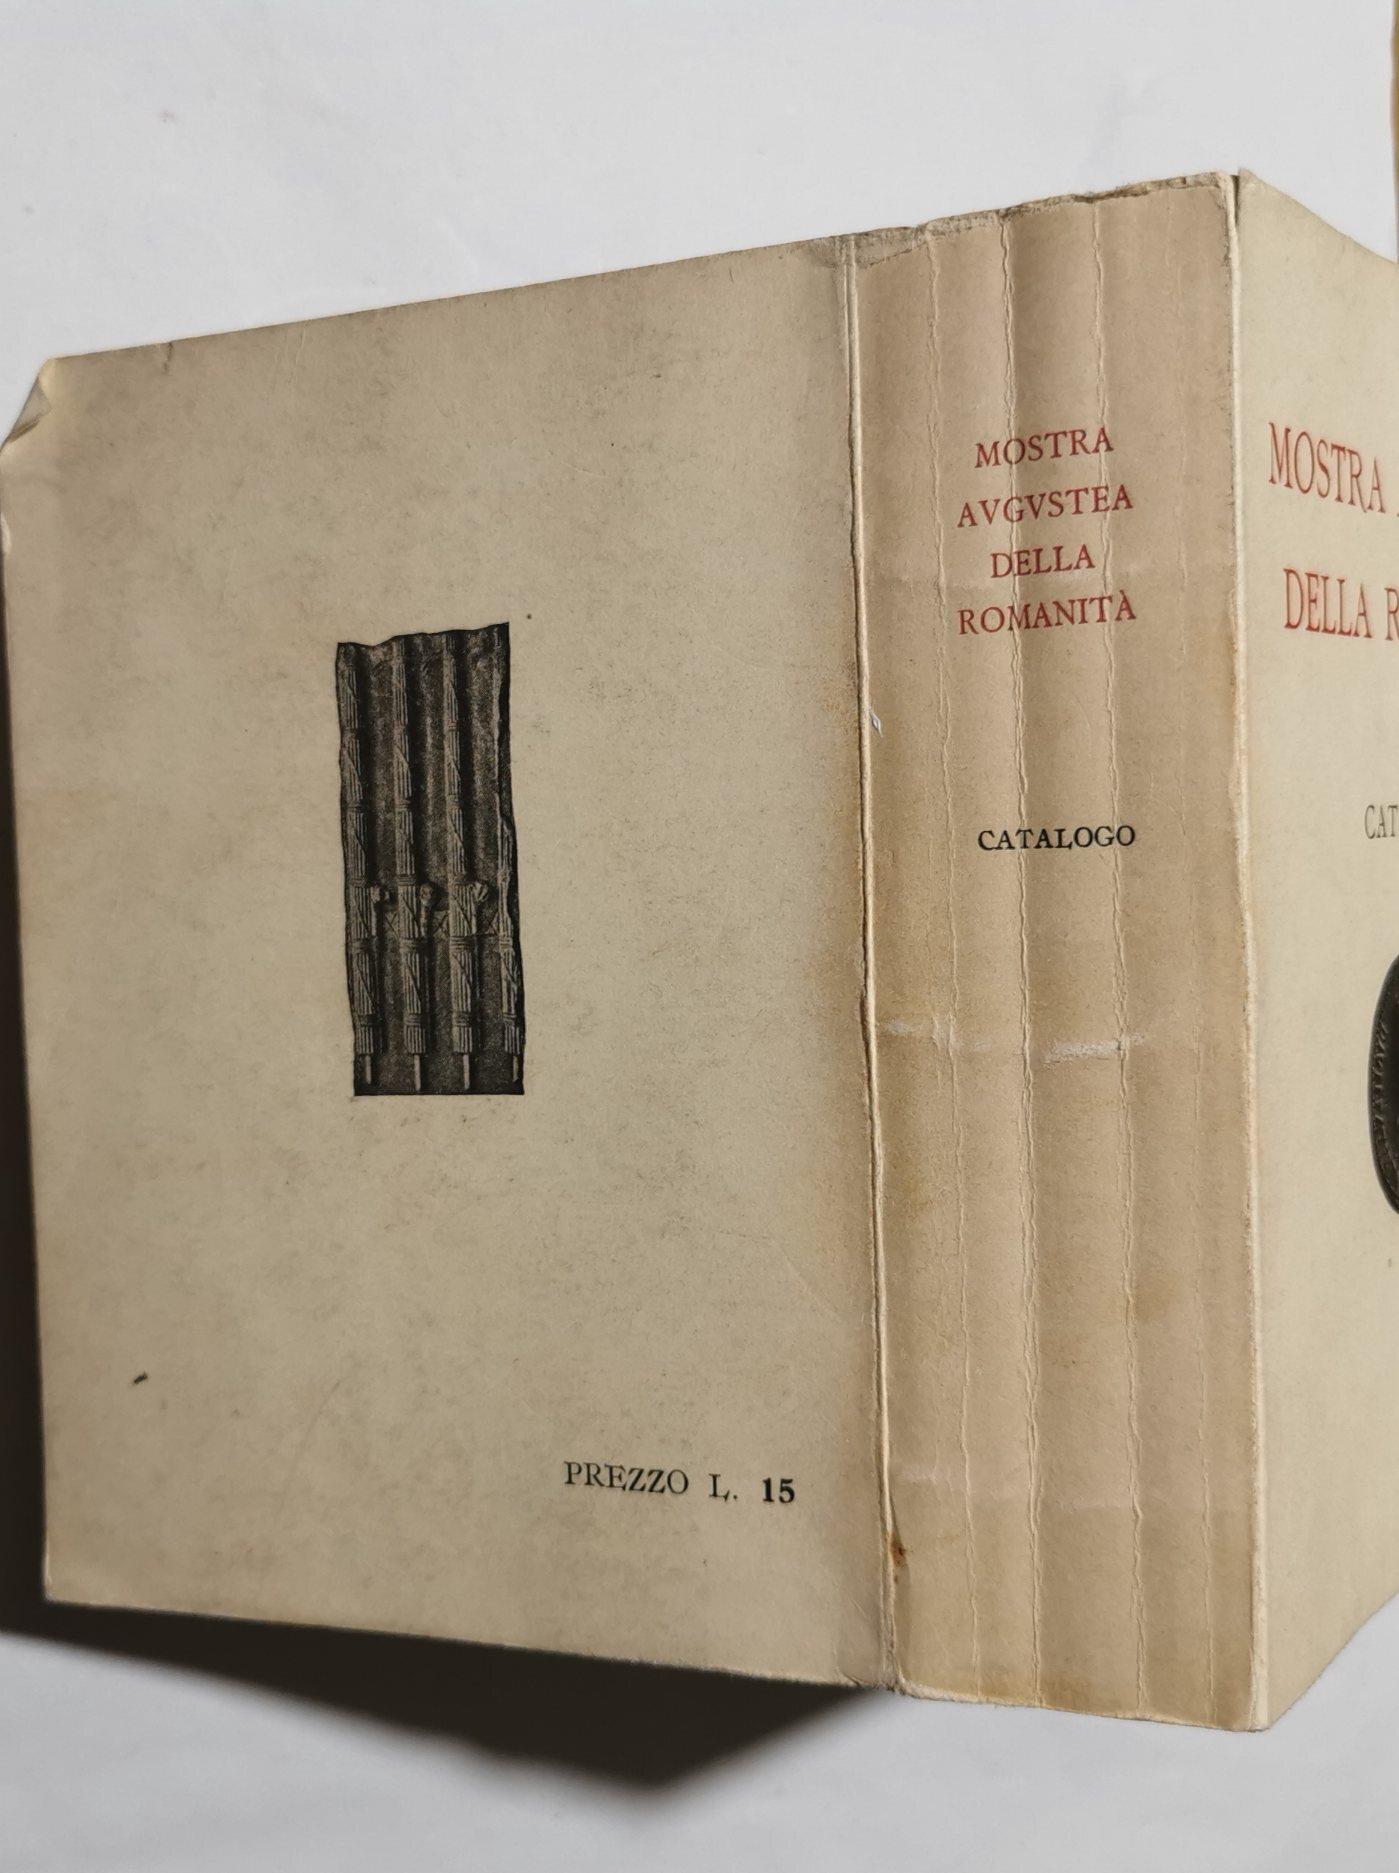 MOSTRA
AVGVSTEA
DELLA
ROMANITÀ
CATALOGO
PREZZO L. 15
MOSTRA
DELLA